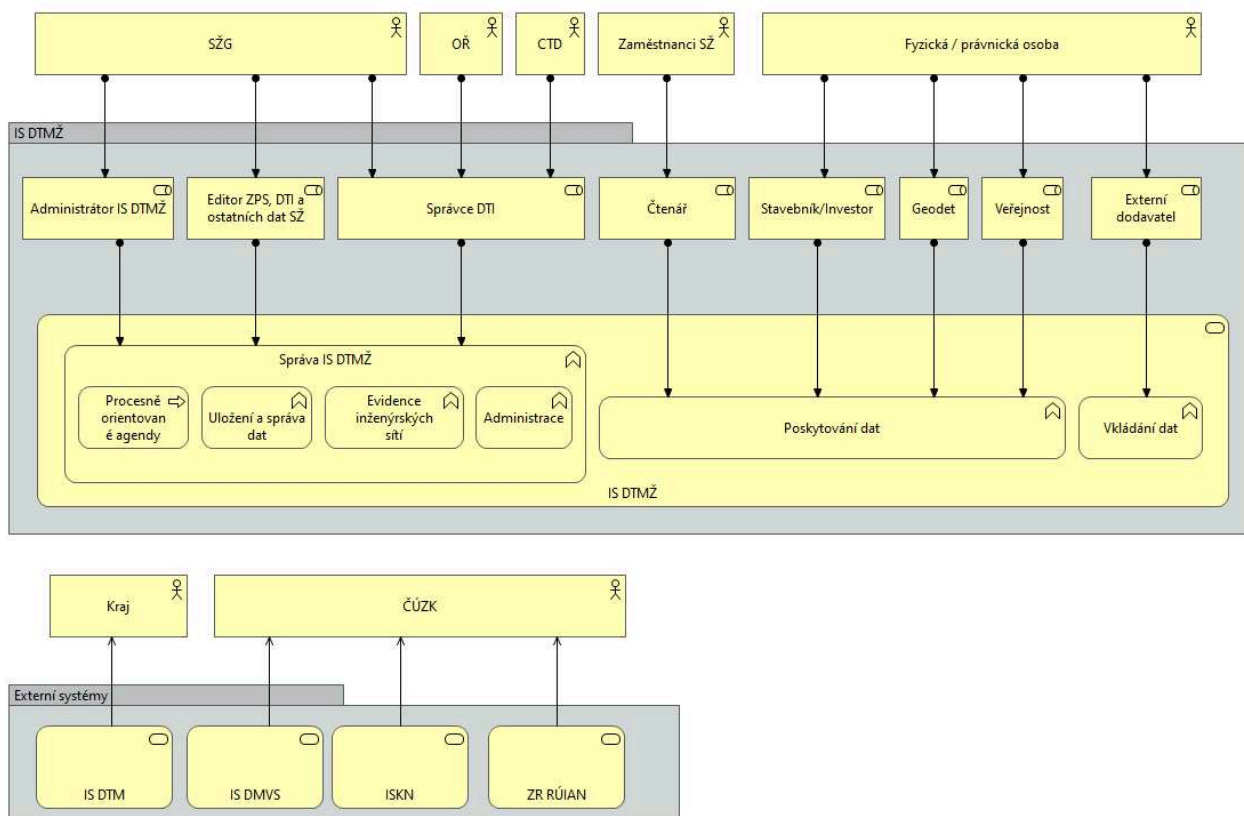 SŽG
OŘ
CTD
Zaměstnanci SŽ
Fyzická / právnická osoba
IS DTMŽ
Administrátor IS DTMŽ
Editor ZPS, DTI a
ostatních dat SŽ
Správce DTI
Čtenář
Stavebník/Investor
Geodet
Veřejnost
Externí
dodavatel
Správa IS DTMŽ
Procesně
orientovan
é agendy
Uložení a správa
dat
Evidence
inženýrských
sítí
Administrace
Poskytování dat
Vkládání dat
IS DTMŽ
Kraj
ČÚZK
Externí systémy
IS DTM
IS DMVS
ISKN
ZR RÚIAN